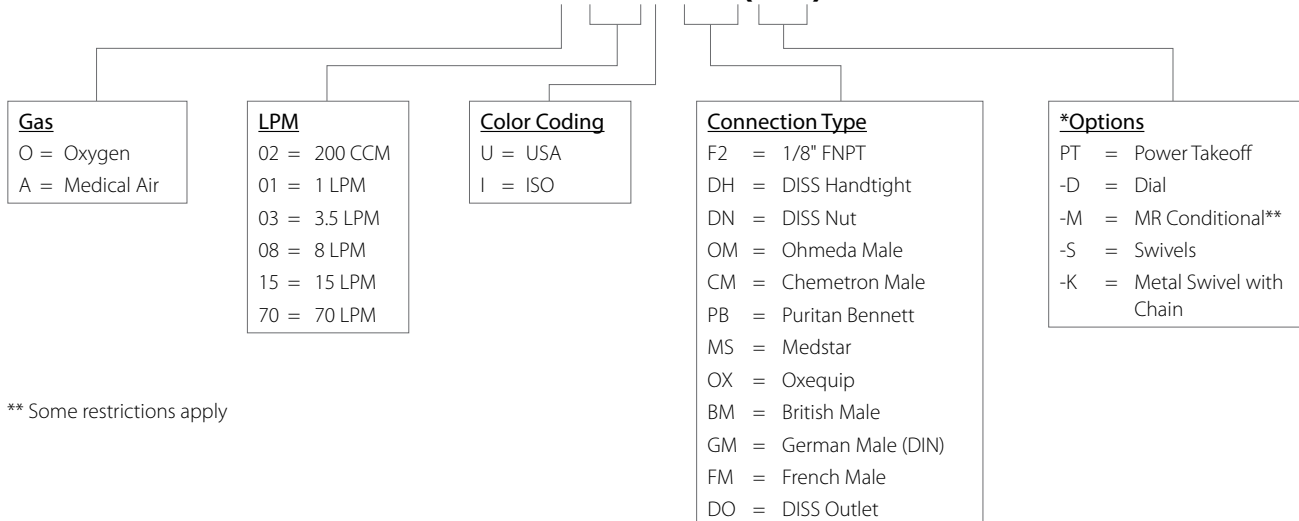 Gas
O = Oxygen
A = Medical Air
LPM
02 = 200 CCM
01 = 1 LPM
03 = 3.5 LPM
08 = 8 LPM
15 = 15 LPM
70 = 70 LPM
Color Coding
U = USA
I = ISO
Connection Type
F2 = 1/8" FNPT
DH = DISS Handtight
DN = DISS Nut
OM = Ohmeda Male
CM = Chemetron Male
PB = Puritan Bennett
MS = Medstar
OX = Oxequip
BM = British Male
GM = German Male (DIN)
FM = French Male
DO = DISS Outlet
*Options
PT = Power Takeoff
-D = Dial
-M = MR Conditional**
-S = Swivels
-K = Metal Swivel with
Chain
** Some restrictions apply